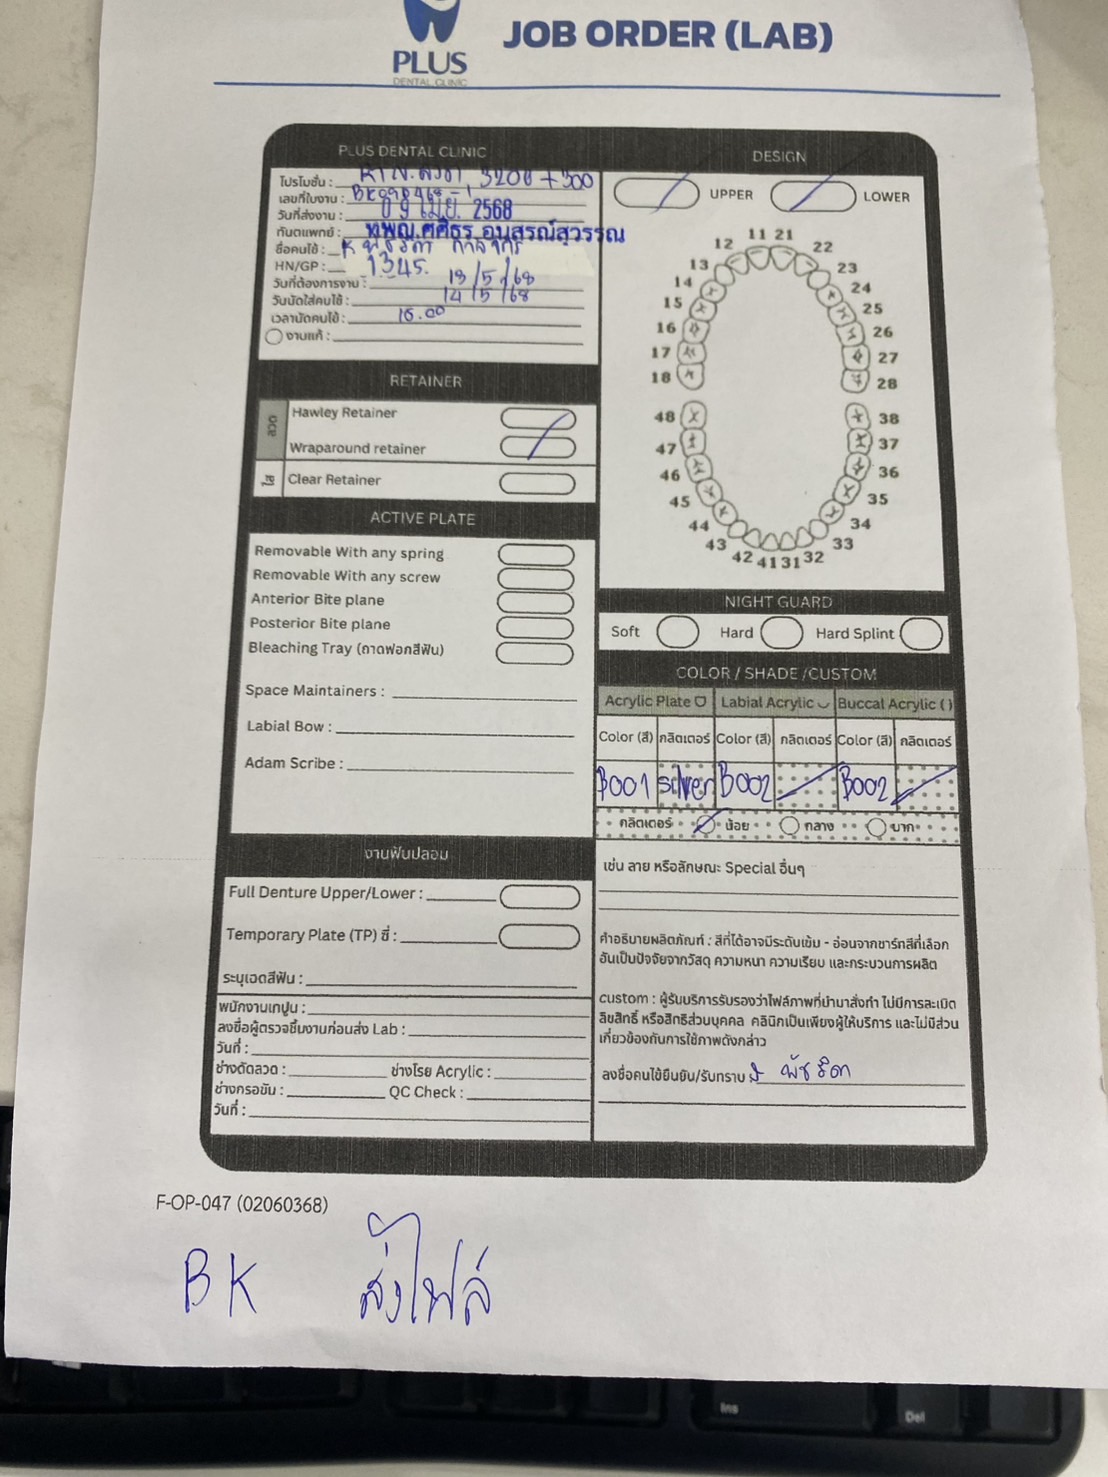 PLUS
DENTAL CLINIC
JOB ORDER (LAB)
PLUS DENTAL CLINIC
โปรโมชั่น : 3200 + 300
เลขที่ใบงาน :
วันที่ส่งงาน : 09 เม.ย. 2568
ทันตแพทย์ : ทพญ.ศศิธร อนุสรณ์สุวรรณ
ชื่อคนไข้ :
HN/GP : 1345
วันที่ต้องการงาน : 13/5/68
วันนัดใส่คนไข้ : 14/5/68
เวลานัดคนไข้ : 16.00
งานแก้ :
RETAINER
ลวด
Hawley Retainer
Wraparound retainer
ใส
Clear Retainer
ACTIVE PLATE
Removable With any spring
Removable With any screw
Anterior Bite plane
Posterior Bite plane
Bleaching Tray (ถาดฟอกสีฟัน)
Space Maintainers :
Labial Bow :
Adam Scribe :
งานฟันปลอม
Full Denture Upper/Lower :
Temporary Plate (TP) ซี่ :
ระบุเฉดสีฟัน :
พนักงานเทปูน :
ลงชื่อผู้ตรวจชิ้นงานก่อนส่ง Lab :
วันที่ :
ช่างดัดลวด : ช่างโรย Acrylic :
ช่างกรอขัน : QC Check :
วันที่ :
DESIGN
UPPER LOWER
11 21
12 22
13 23
14 24
15 25
16 26
17 27
18 28
48 38
47 37
46 36
45 35
44 34
43 33
42 41 31 32
NIGHT GUARD
Soft Hard Hard Splint
COLOR / SHADE /CUSTOM
Acrylic Plate Labial Acrylic Buccal Acrylic ( )
Color (สี) กลิตเตอร์ Color (สี) กลิตเตอร์ Color (สี) กลิตเตอร์
B001 silver B002 B002
กลิตเตอร์ น้อย กลาง มาก
เช่น ลาย หรือลักษณะ Special อื่นๆ
คำอธิบายผลิตภัณฑ์ : สีที่ได้อาจมีระดับเข้ม - อ่อนจากชาร์ทสีที่เลือก
อันเป็นปัจจัยจากวัสดุ ความหนา ความเรียบ และกระบวนการผลิต
custom : ผู้รับบริการรับรองว่าไฟล์ภาพที่นำมาสั่งทำ ไม่มีการละเมิด
ลิขสิทธิ์ หรือสิทธิส่วนบุคคล คลินิกเป็นเพียงผู้ให้บริการ และไม่มีส่วน
เกี่ยวข้องกับการใช้ภาพดังกล่าว
ลงชื่อคนไข้ยืนยัน/รับทราบ พัชริดา
F-OP-047 (02060368)
BK ส่งไฟล์
Ins
Del